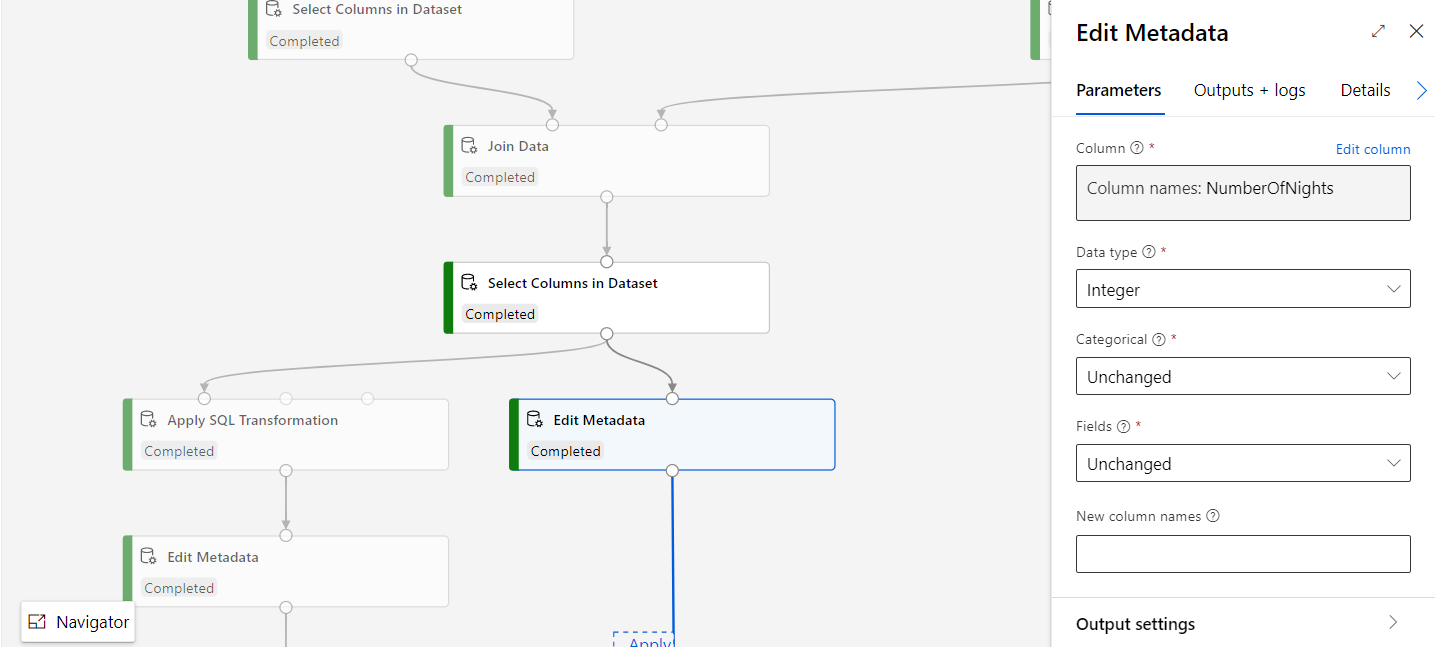 Select Columns in Dataset
Completed
Join Data
Completed
Select Columns in Dataset
Completed
Apply SQL Transformation
Completed
Edit Metadata
Completed
Edit Metadata
Completed
Navigator
Apply
Edit Metadata
Parameters Outputs + logs Details
Column * Edit column
Column names: NumberOfNights
Data type *
Integer
Categorical *
Unchanged
Fields *
Unchanged
New column names
Output settings